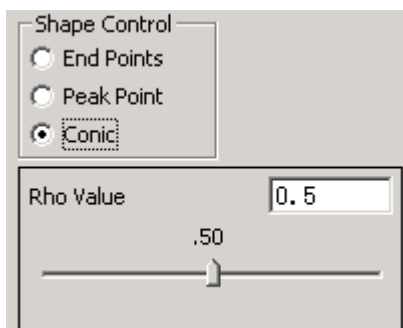 Shape Control
End Points
Peak Point
Conic
Rho Value 0.5
.50